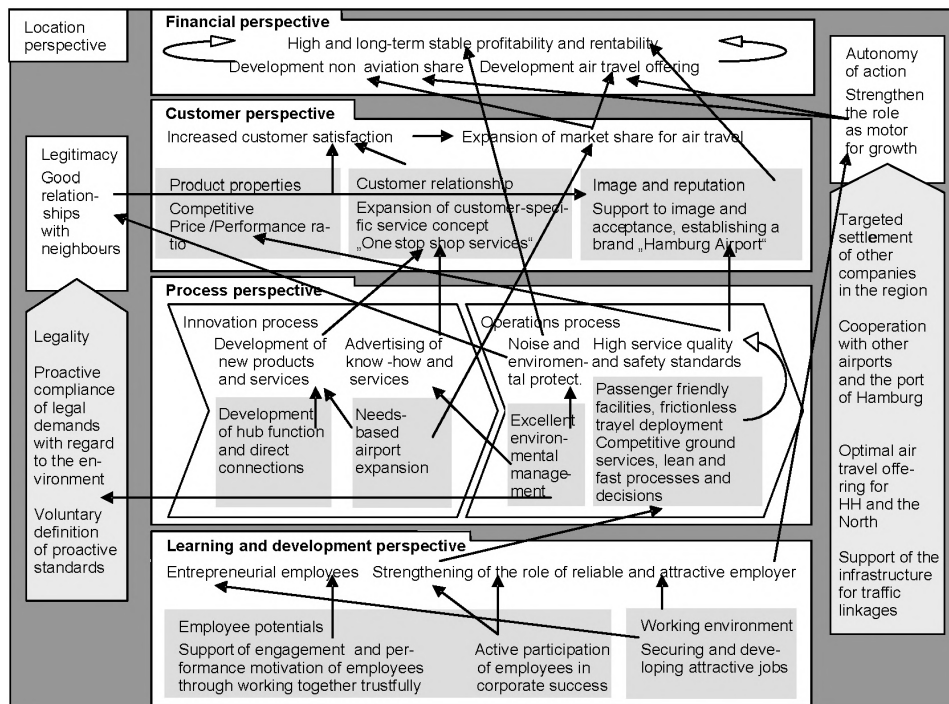 Location
perspective
Financial perspective
High and long-term stable profitability and rentability
Development non aviation share
Development air travel offering
Autonomy
of action
Strengthen
the role
as motor
for growth
Customer perspective
Increased customer satisfaction
Expansion of market share for air travel
Legitimacy
Good
relation-
ships
with
neighbours
Product properties
Competitive
Price /Performance ra-
tio
Customer relationship
Expansion of customer-speci-
fic service concept
„One stop shop services“
Image and reputation
Support to image and
acceptance, establishing a
brand „Hamburg Airport“
Process perspective
Innovation process
Development of
new products
and services
Advertising of
know -how and
services
Development
of hub function
and direct
connections
Needs-
based
airport
expansion
Operations process
Noise and
enviromen-
tal protect.
High service quality
and safety standards
Excellent
environ-
mental
manage-
ment
Passenger friendly
facilities, frictionless
travel deployment
Competitive ground
services, lean and
fast processes and
decisions
Legality
Proactive
compliance
of legal
demands
with regard
to the en-
vironment
Voluntary
definition
of proactive
standards
Targeted
settlement
of other
companies
in the region
Cooperation
with other
airports
and the port
of Hamburg
Optimal air
travel offe-
ring for
HH and the
North
Support of the
infrastructure
for traffic
linkages
Learning and development perspective
Entrepreneurial employees
Strengthening of the role of reliable and attractive employer
Employee potentials
Support of engagement and per-
formance motivation of employees
through working together trustfully
Active participation
of employees in
corporate success
Working environment
Securing and deve-
loping attractive jobs